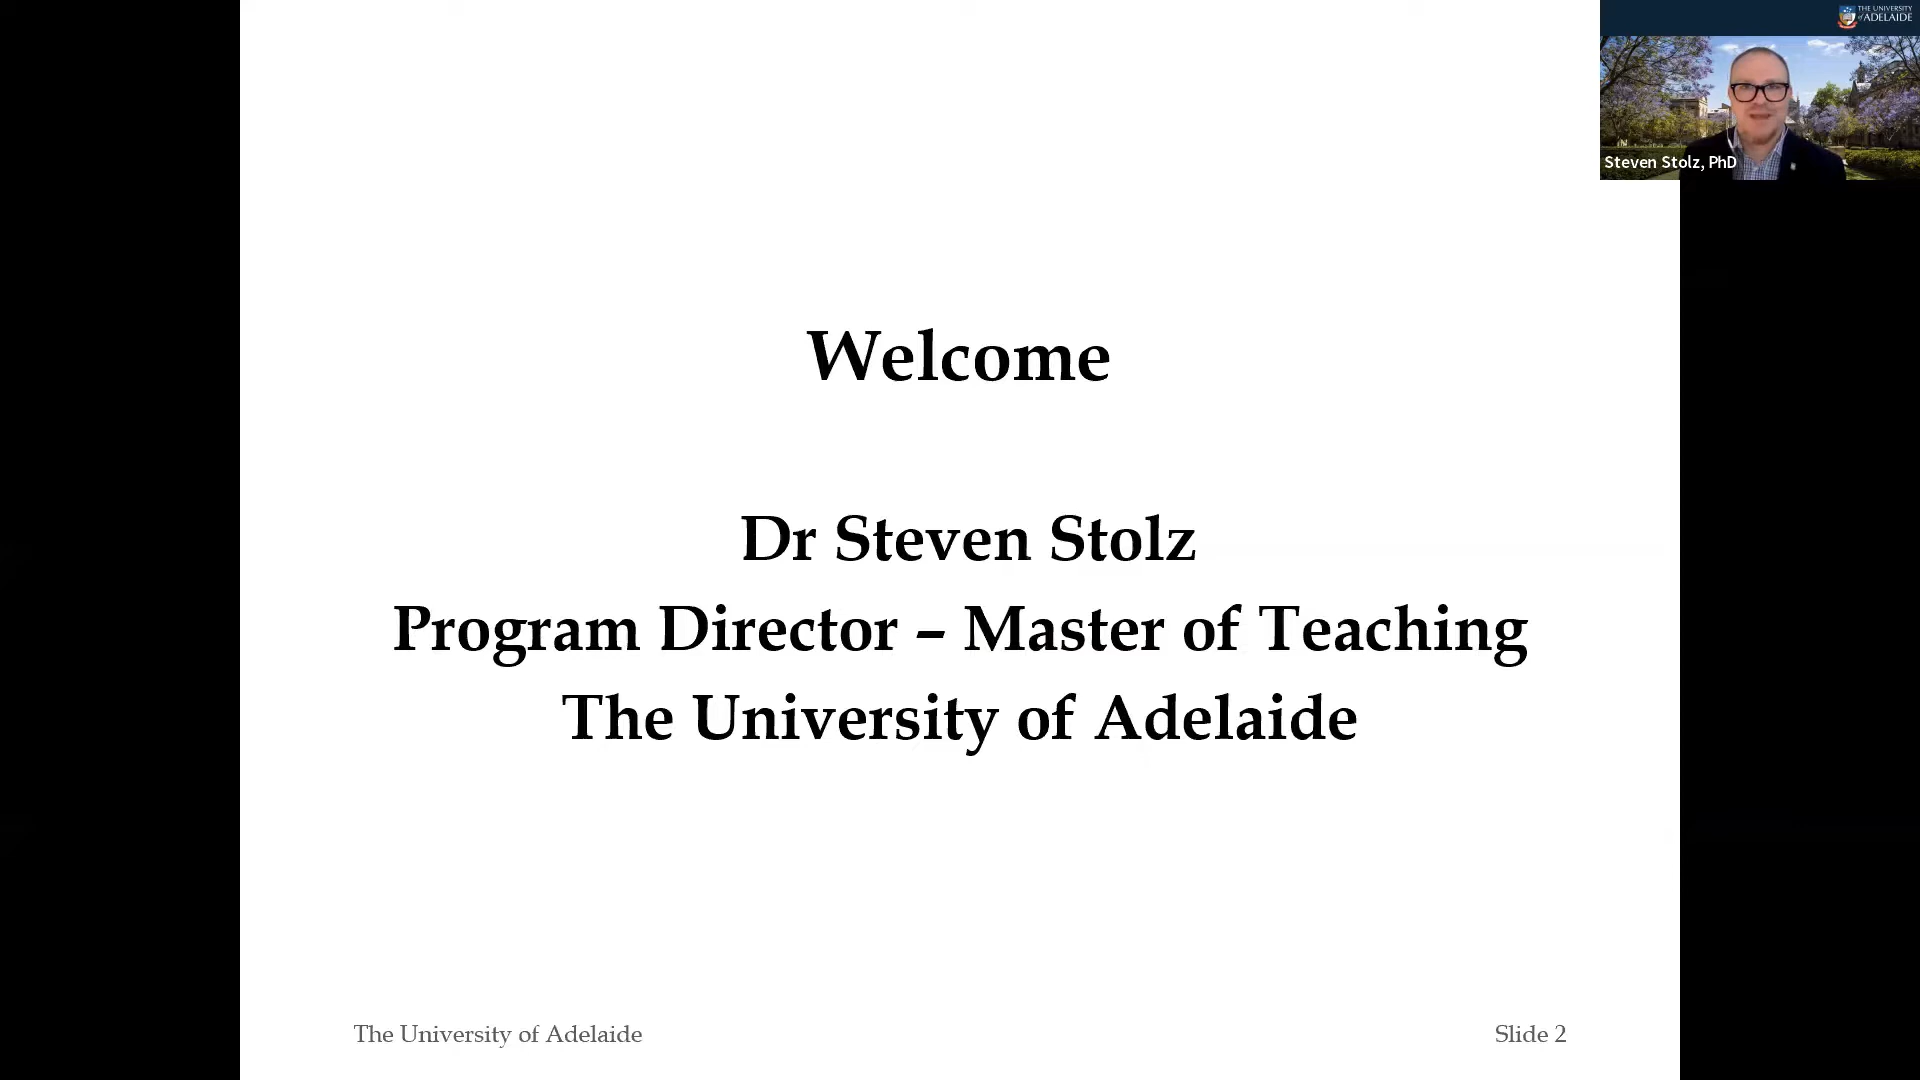 THE UNIVERSITY
of ADELAIDE
Steven Stolz, PhD
Welcome
Dr Steven Stolz
Program Director – Master of Teaching
The University of Adelaide
The University of Adelaide
Slide 2